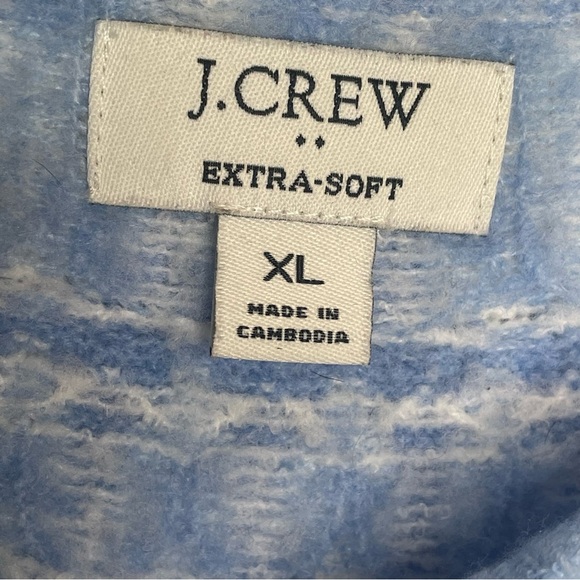 J.CREW
EXTRA-SOFT
XL
MADE IN
CAMBODIA